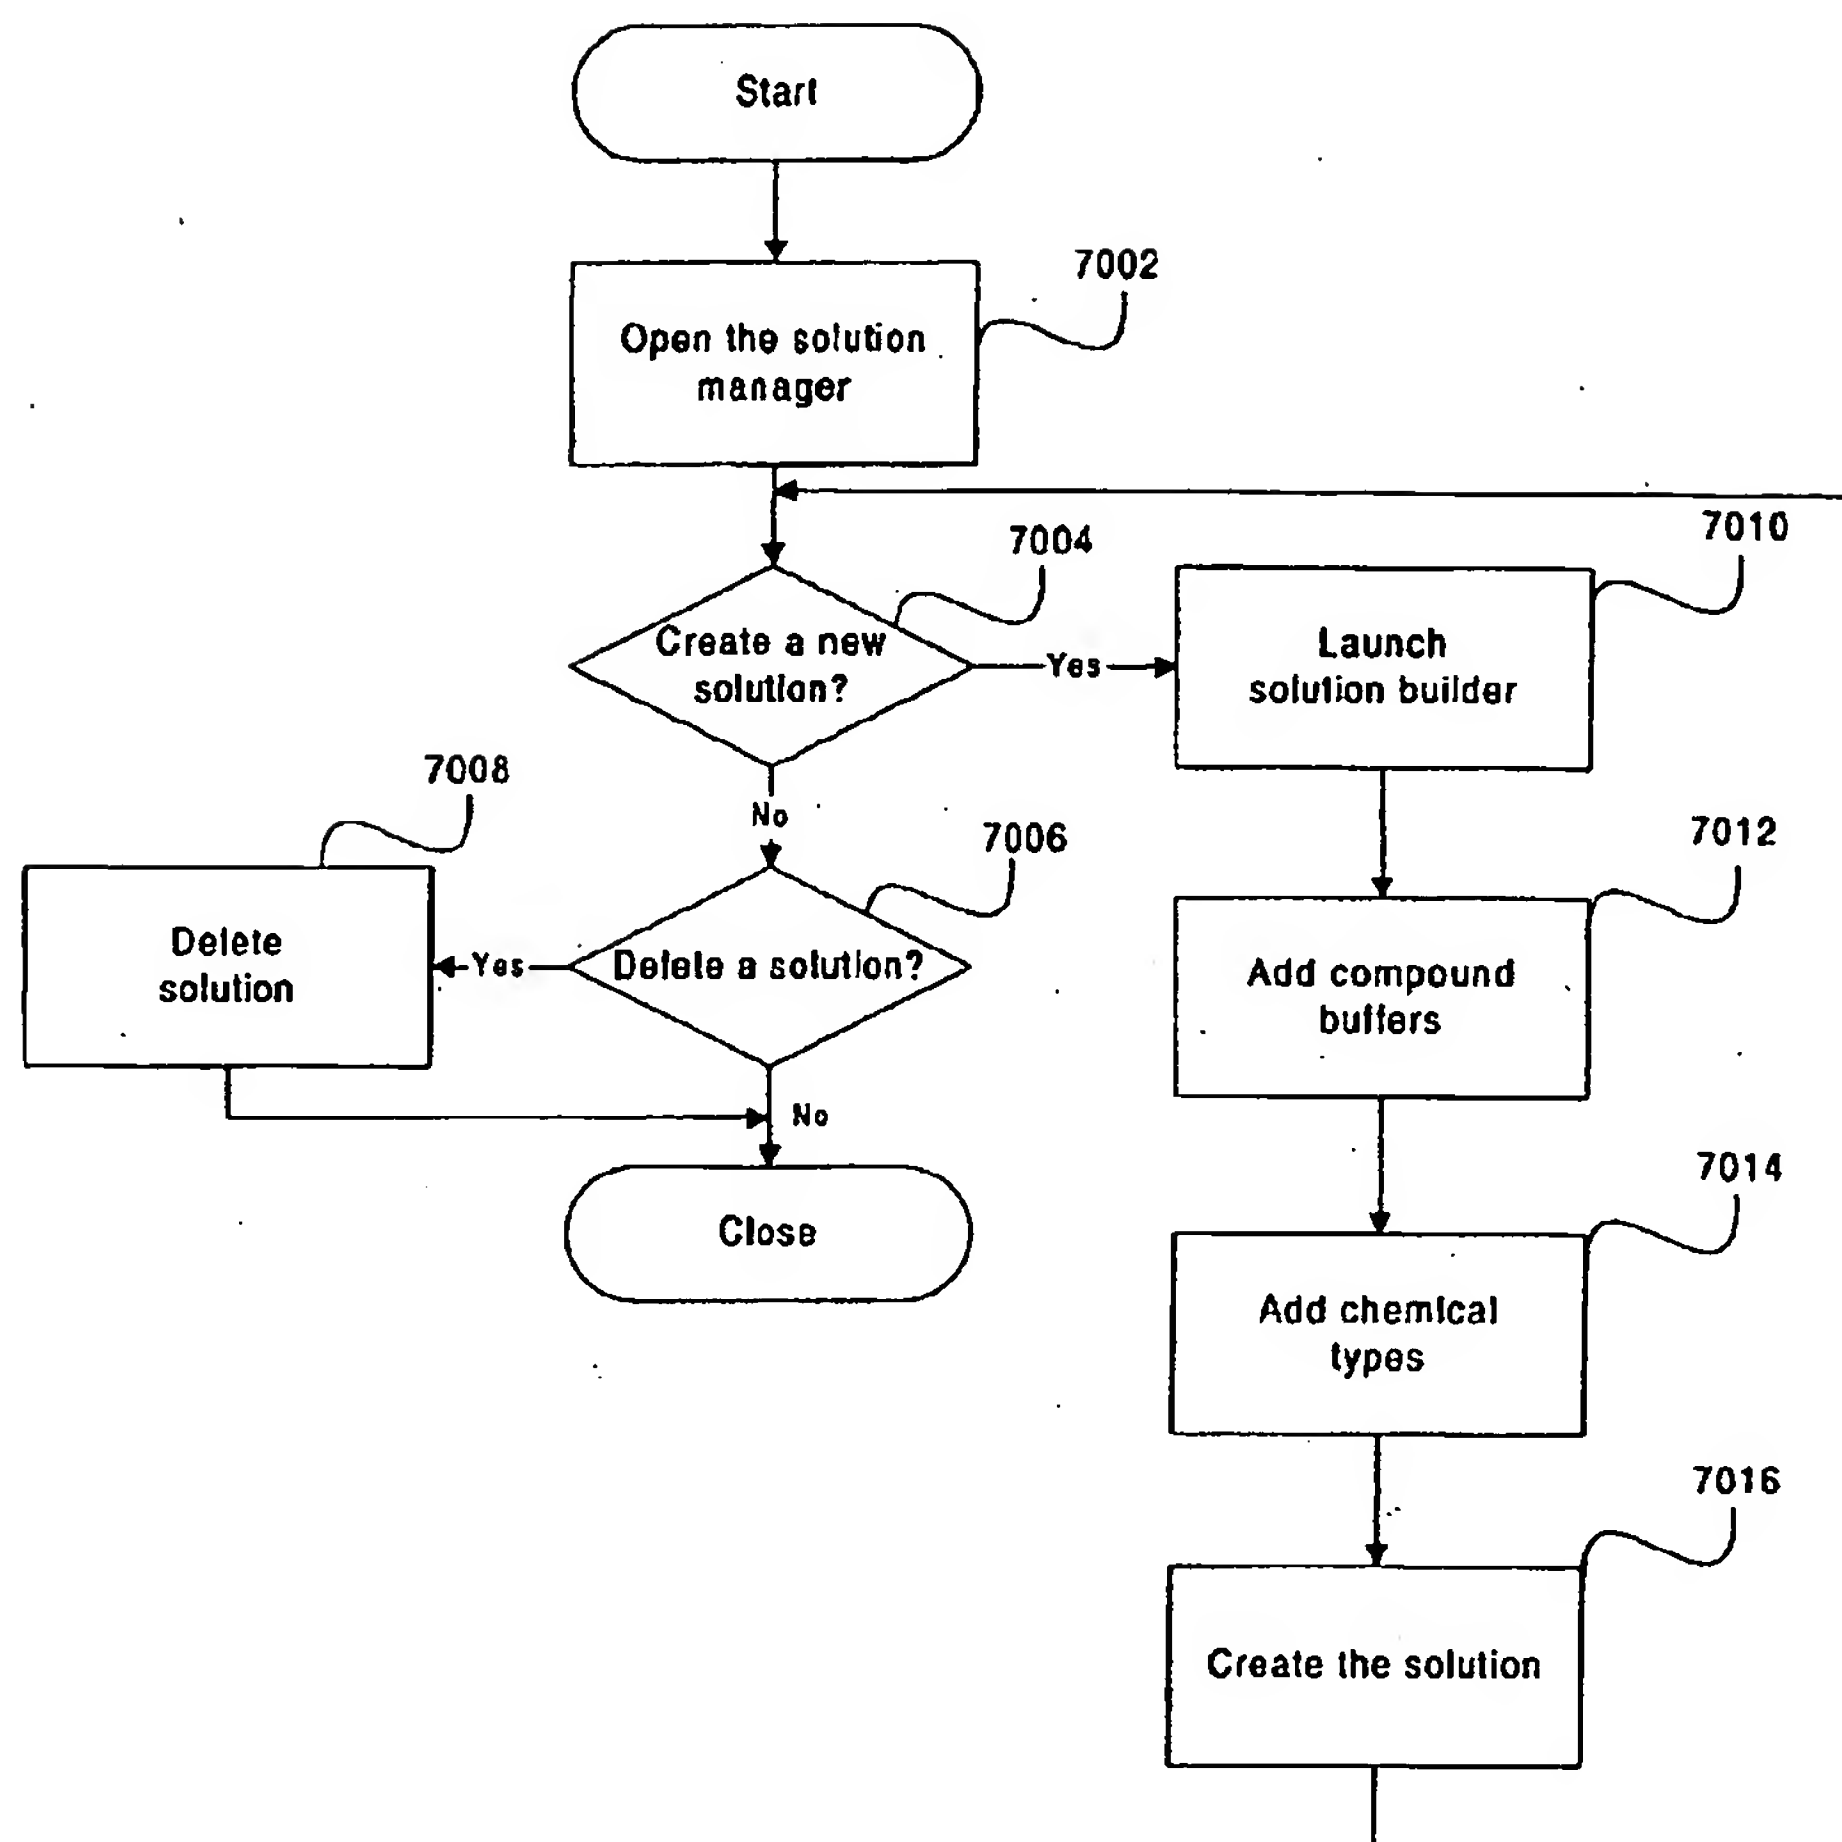 Start
7002
Open the solution
manager
7004
7010
Create a new
solution?
Yes
Launch
solution builder
No
7008
7006
7012
Delete
solution
Yes
Delete a solution?
Add compound
buffers
No
7014
Close
Add chemical
types
7016
Create the solution